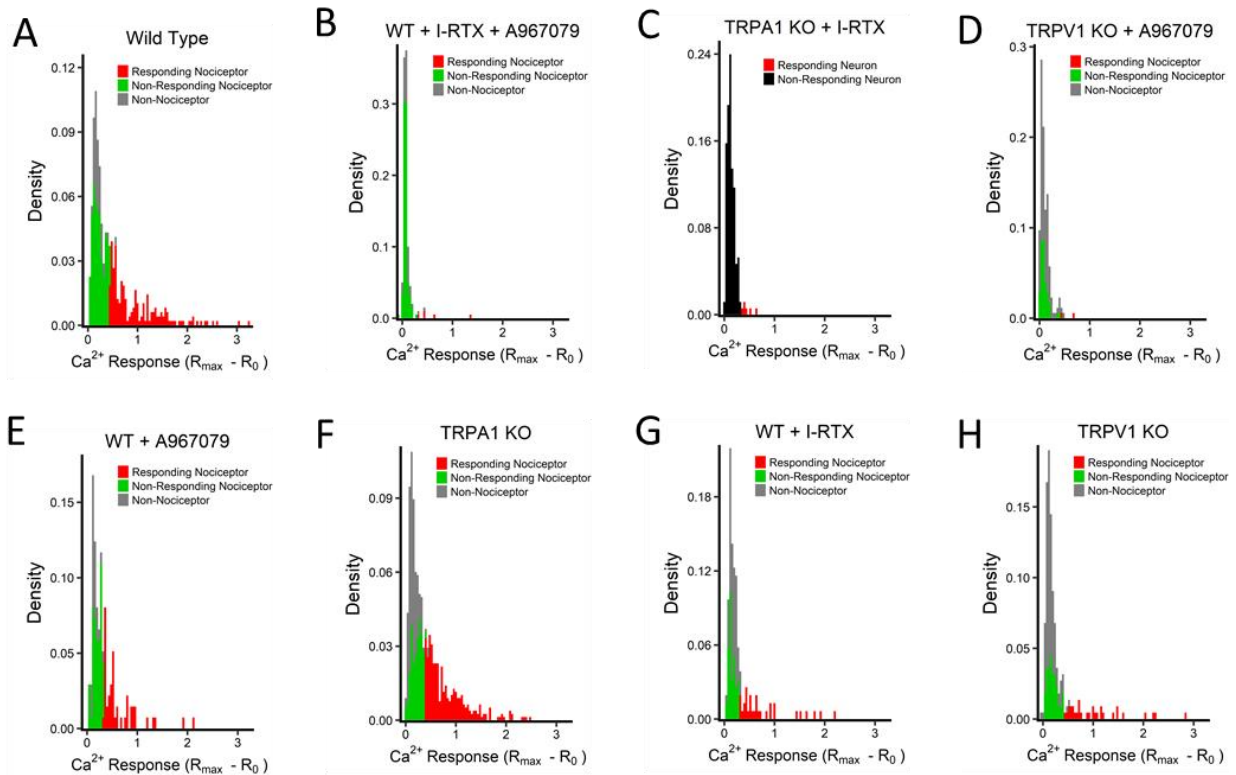 A
Wild Type
Responding Nociceptor
Non-Responding Nociceptor
Non-Nociceptor
Density
0.12
0.09
0.06
0.03
0.00
0 1 2 3
Ca²⁺ Response (Rmax - R0 )
B
WT + I-RTX + A967079
Responding Nociceptor
Non-Responding Nociceptor
Non-Nociceptor
Density
0.3
0.2
0.1
0.0
0 1 2 3
Ca²⁺ Response (Rmax - R0 )
C
TRPA1 KO + I-RTX
Responding Neuron
Non-Responding Neuron
Density
0.24
0.16
0.08
0.00
0 1 2 3
Ca²⁺ Response (Rmax - R0 )
D
TRPV1 KO + A967079
Responding Nociceptor
Non-Responding Nociceptor
Non-Nociceptor
Density
0.3
0.2
0.1
0.0
0 1 2 3
Ca²⁺ Response (Rmax - R0 )
E
WT + A967079
Responding Nociceptor
Non-Responding Nociceptor
Non-Nociceptor
Density
0.15
0.10
0.05
0.00
0 1 2 3
Ca²⁺ Response (Rmax - R0 )
F
TRPA1 KO
Responding Nociceptor
Non-Responding Nociceptor
Non-Nociceptor
Density
0.09
0.06
0.03
0.00
0 1 2 3
Ca²⁺ Response (Rmax - R0 )
G
WT + I-RTX
Responding Nociceptor
Non-Responding Nociceptor
Non-Nociceptor
Density
0.18
0.12
0.06
0.00
0 1 2 3
Ca²⁺ Response (Rmax - R0 )
H
TRPV1 KO
Responding Nociceptor
Non-Responding Nociceptor
Non-Nociceptor
Density
0.15
0.10
0.05
0.00
0 1 2 3
Ca²⁺ Response (Rmax - R0 )